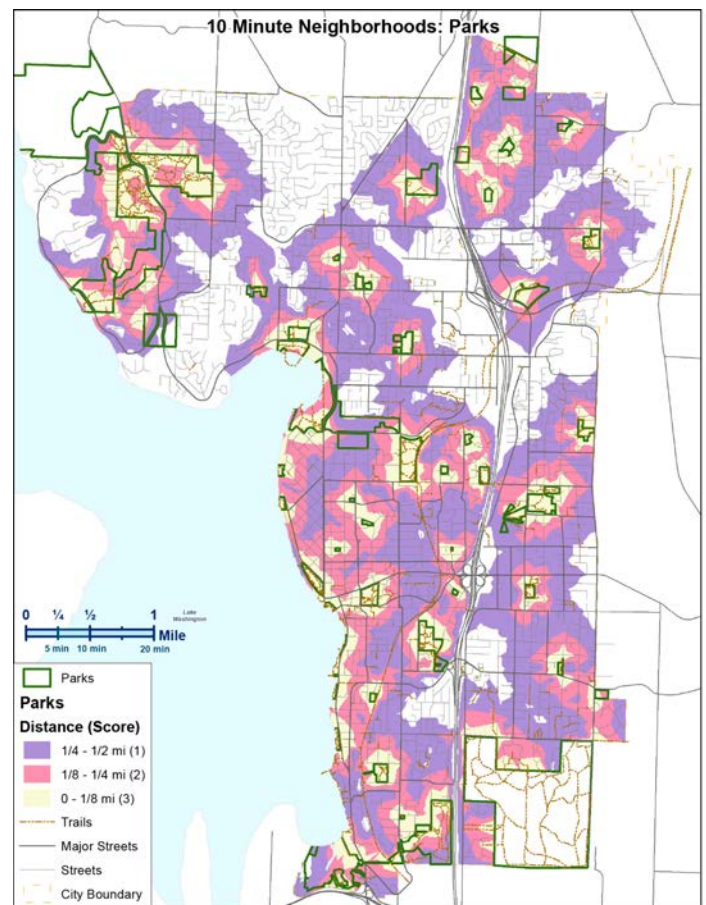 10 Minute Neighborhoods: Parks
Lake
Washington
0 ¼ ½ 1
Mile
5 min 10 min 20 min
Parks
Parks
Distance (Score)
1/4 - 1/2 mi (1)
1/8 - 1/4 mi (2)
0 - 1/8 mi (3)
Trails
Major Streets
Streets
City Boundary